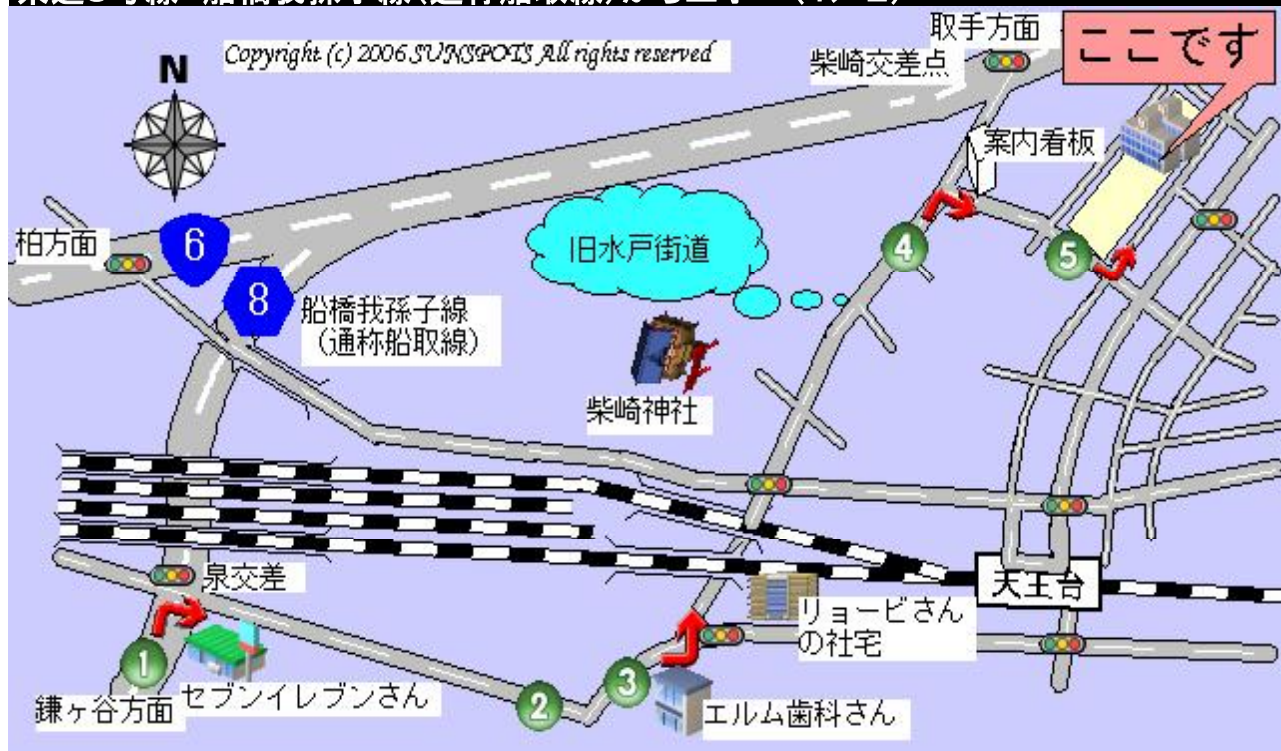 Copyright (c) 2006 SUNSPOTS All rights reserved
取手方面
ここです
柴崎交差点
N
案内看板
6
柏方面
旧水戸街道
4
5
8
船橋我孫子線
(通称船取線)
柴崎神社
泉交差
天王台
リョービさん
の社宅
1
セブンイレブンさん
鎌ヶ谷方面
2
3
エルム歯科さん